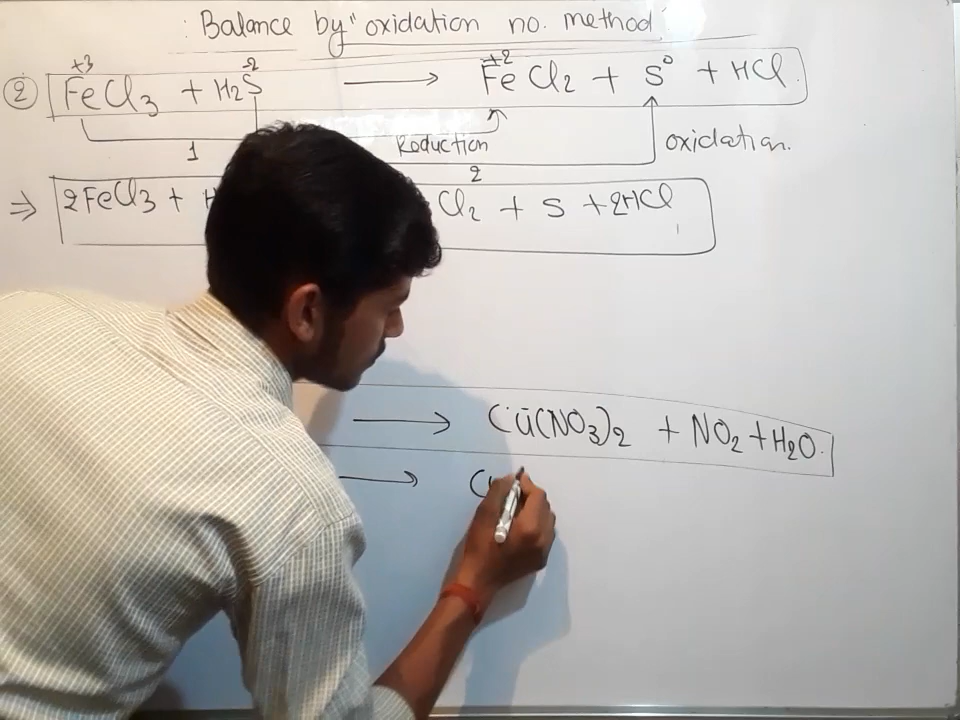 : Balance by "oxidation no. method
+3 -2 +2 0
② FeCl3 + H2S ⟶ FeCl2 + S + HCl.
1 Reduction 2 oxidation.
⇒ 2FeCl3 + H Cl2 + S + 2HCl
⟶ Cu(NO3)2 + NO2 + H2O.
⟶ C